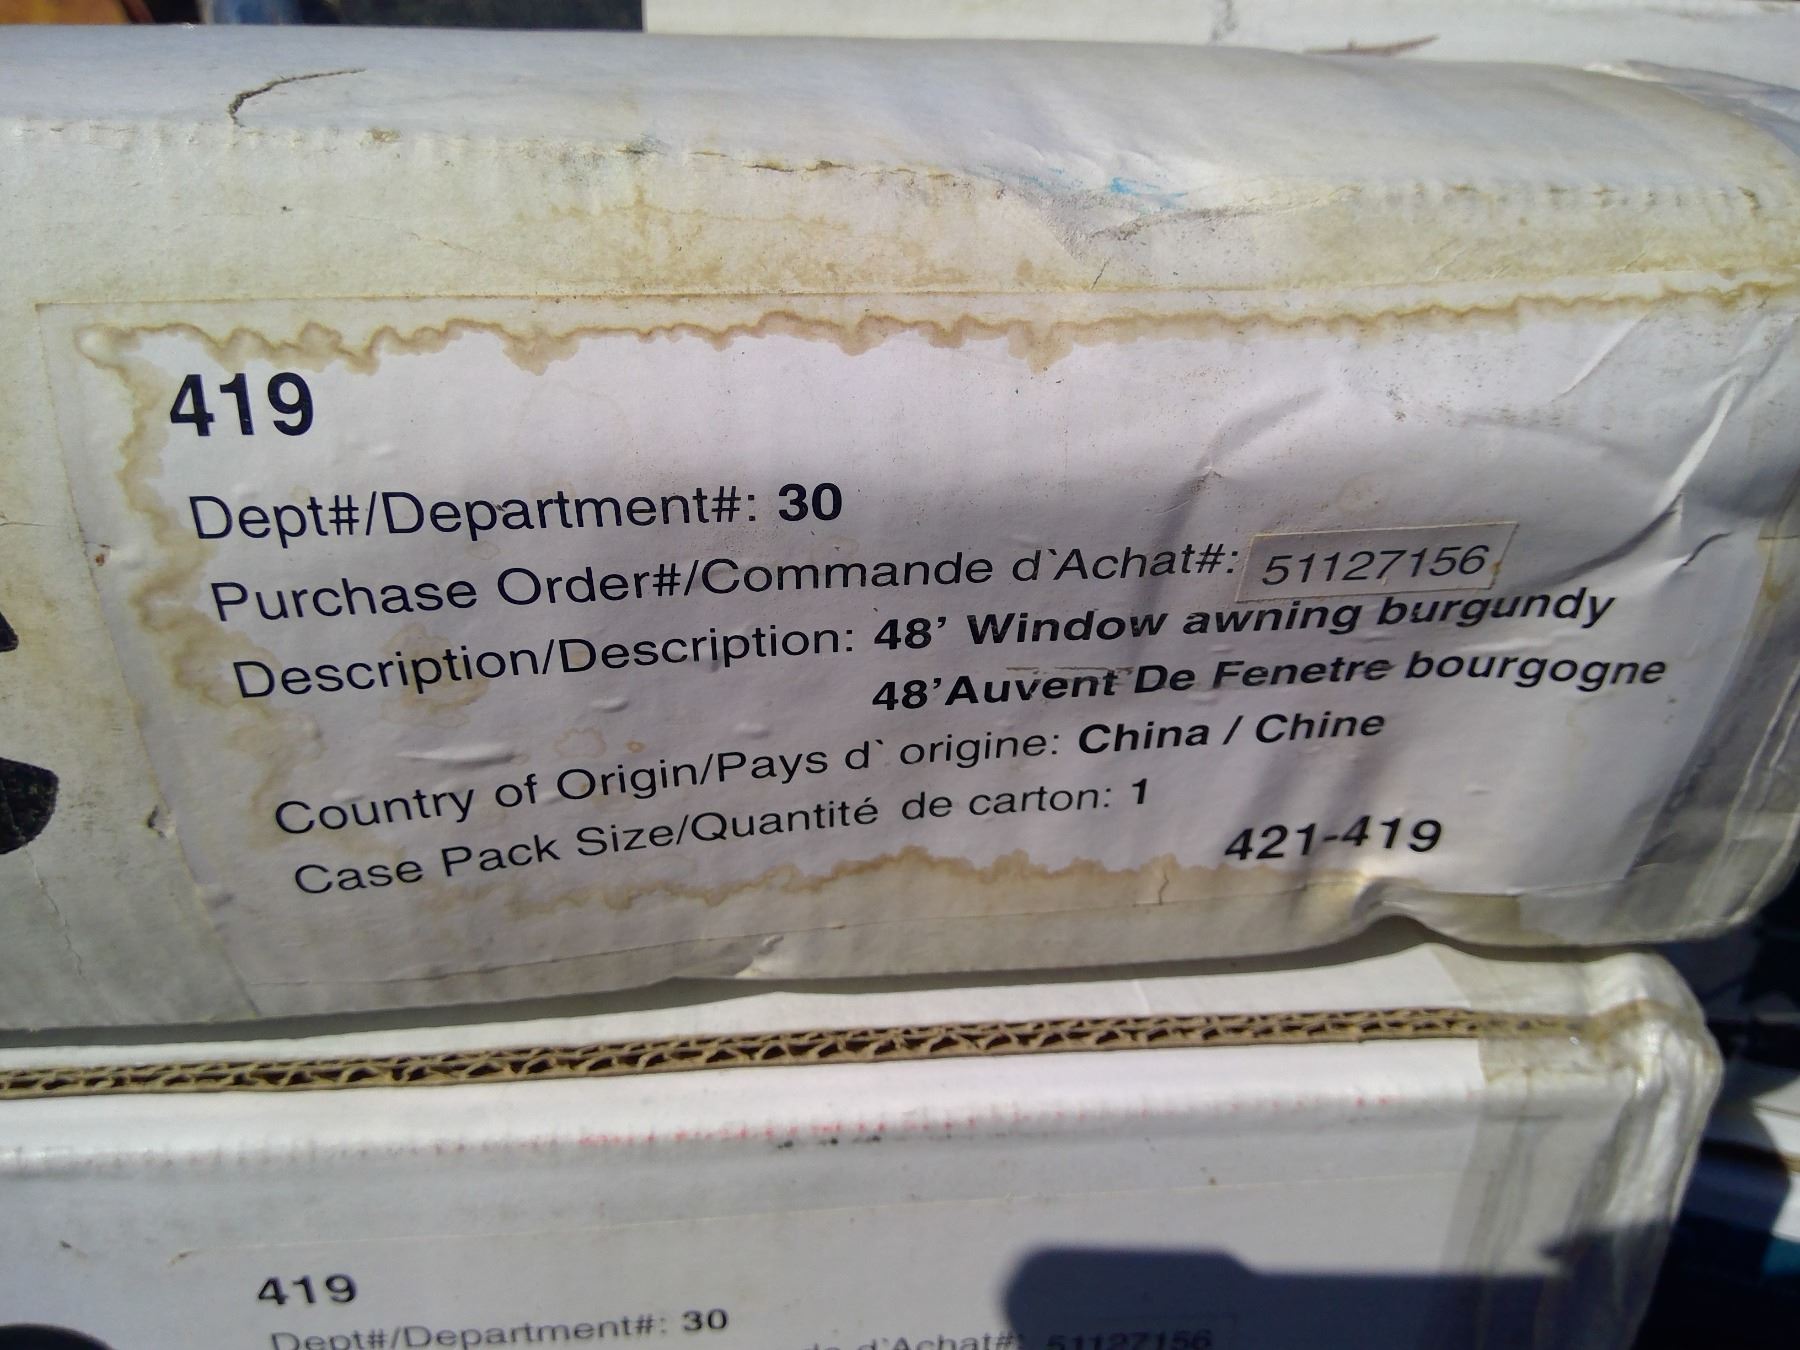 419
Dept#/Department#: 30
Purchase Order#/Commande d`Achat#: 51127156
Description/Description: 48’ Window awning burgundy
48’Auvent De Fenetre bourgogne
Country of Origin/Pays d` origine: China / Chine
Case Pack Size/Quantité de carton: 1
421-419
419
Dept#/Department#: 30
d'Achat#: 51127156